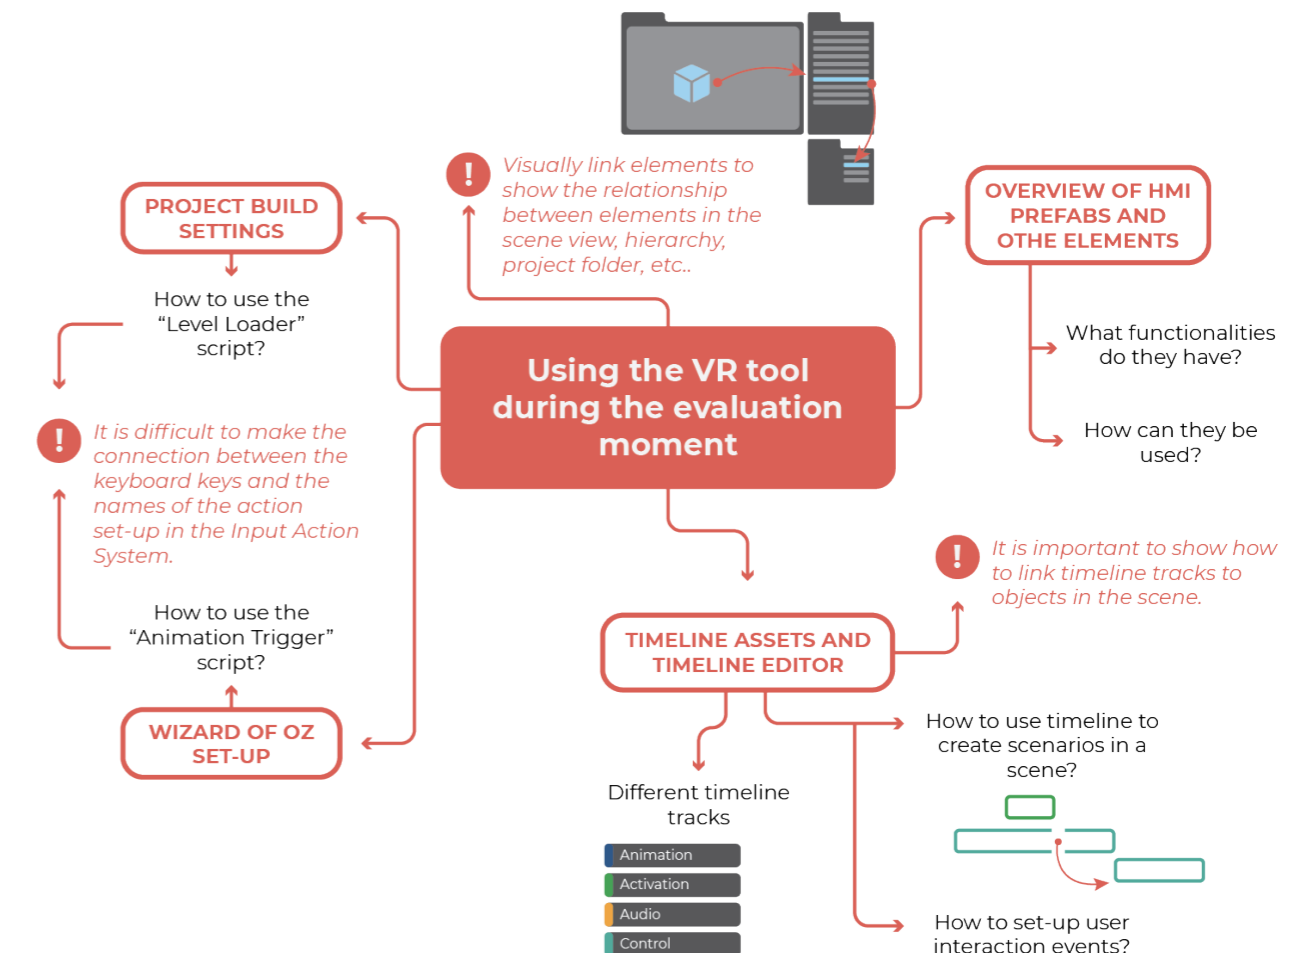 Visually link elements to
show the relationship
between elements in the
scene view, hierarchy,
project folder, etc..
PROJECT BUILD
SETTINGS
How to use the
“Level Loader”
script?
OVERVIEW OF HMI
PREFABS AND
OTHE ELEMENTS
What functionalities
do they have?
How can they be
used?
Using the VR tool
during the evaluation
moment
It is difficult to make the
connection between the
keyboard keys and the
names of the action
set-up in the Input Action
System.
How to use the
“Animation Trigger”
script?
WIZARD OF OZ
SET-UP
It is important to show how
to link timeline tracks to
objects in the scene.
TIMELINE ASSETS AND
TIMELINE EDITOR
Different timeline
tracks
Animation
Activation
Audio
Control
How to use timeline to
create scenarios in a
scene?
How to set-up user
interaction events?